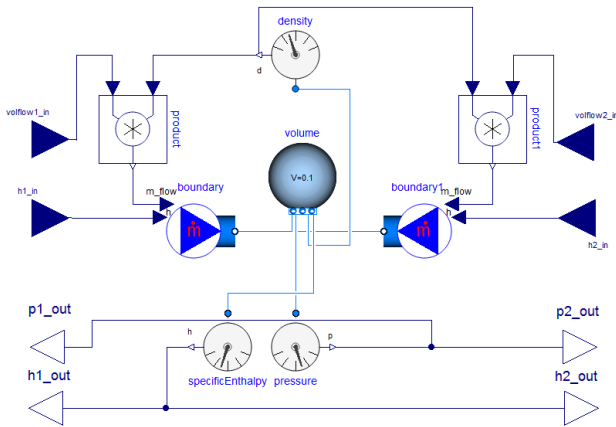 density
volflow1_in
d
product
product1
volflow2_in
volume
V=0.1
m_flow
m_flow
boundary
boundary1
h1_in
h
h
ṁ
ṁ
h2_in
p1_out
p2_out
h
p
h1_out
specificEnthalpy
pressure
h2_out